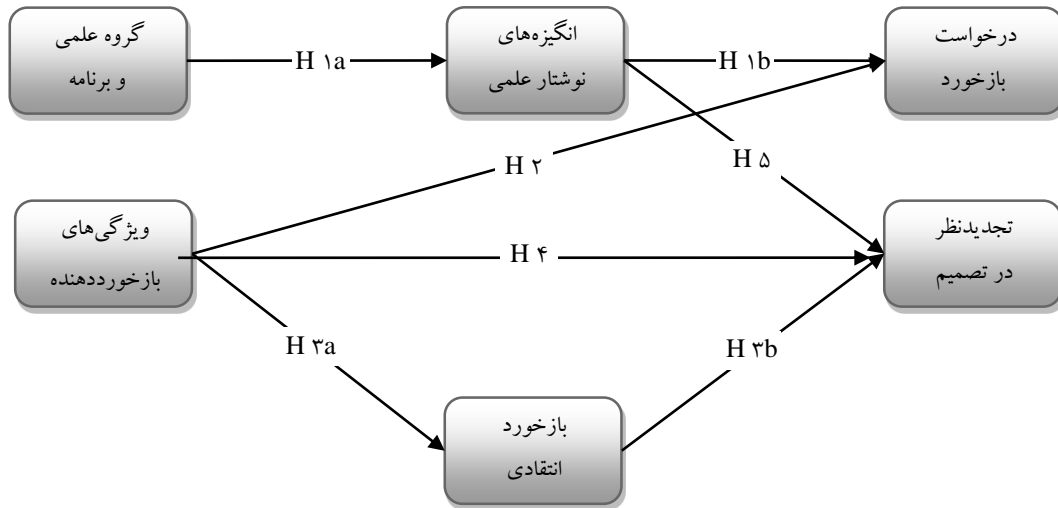 گروه علمی
و برنامه
H ۱a
انگیزه‌های
نوشتار علمی
H ۱b
درخواست
بازخورد
H ۲
H ۵
ویژگی‌های
بازخورددهنده
H ۴
تجدیدنظر
در تصمیم
H ۳a
H ۳b
بازخورد
انتقادی